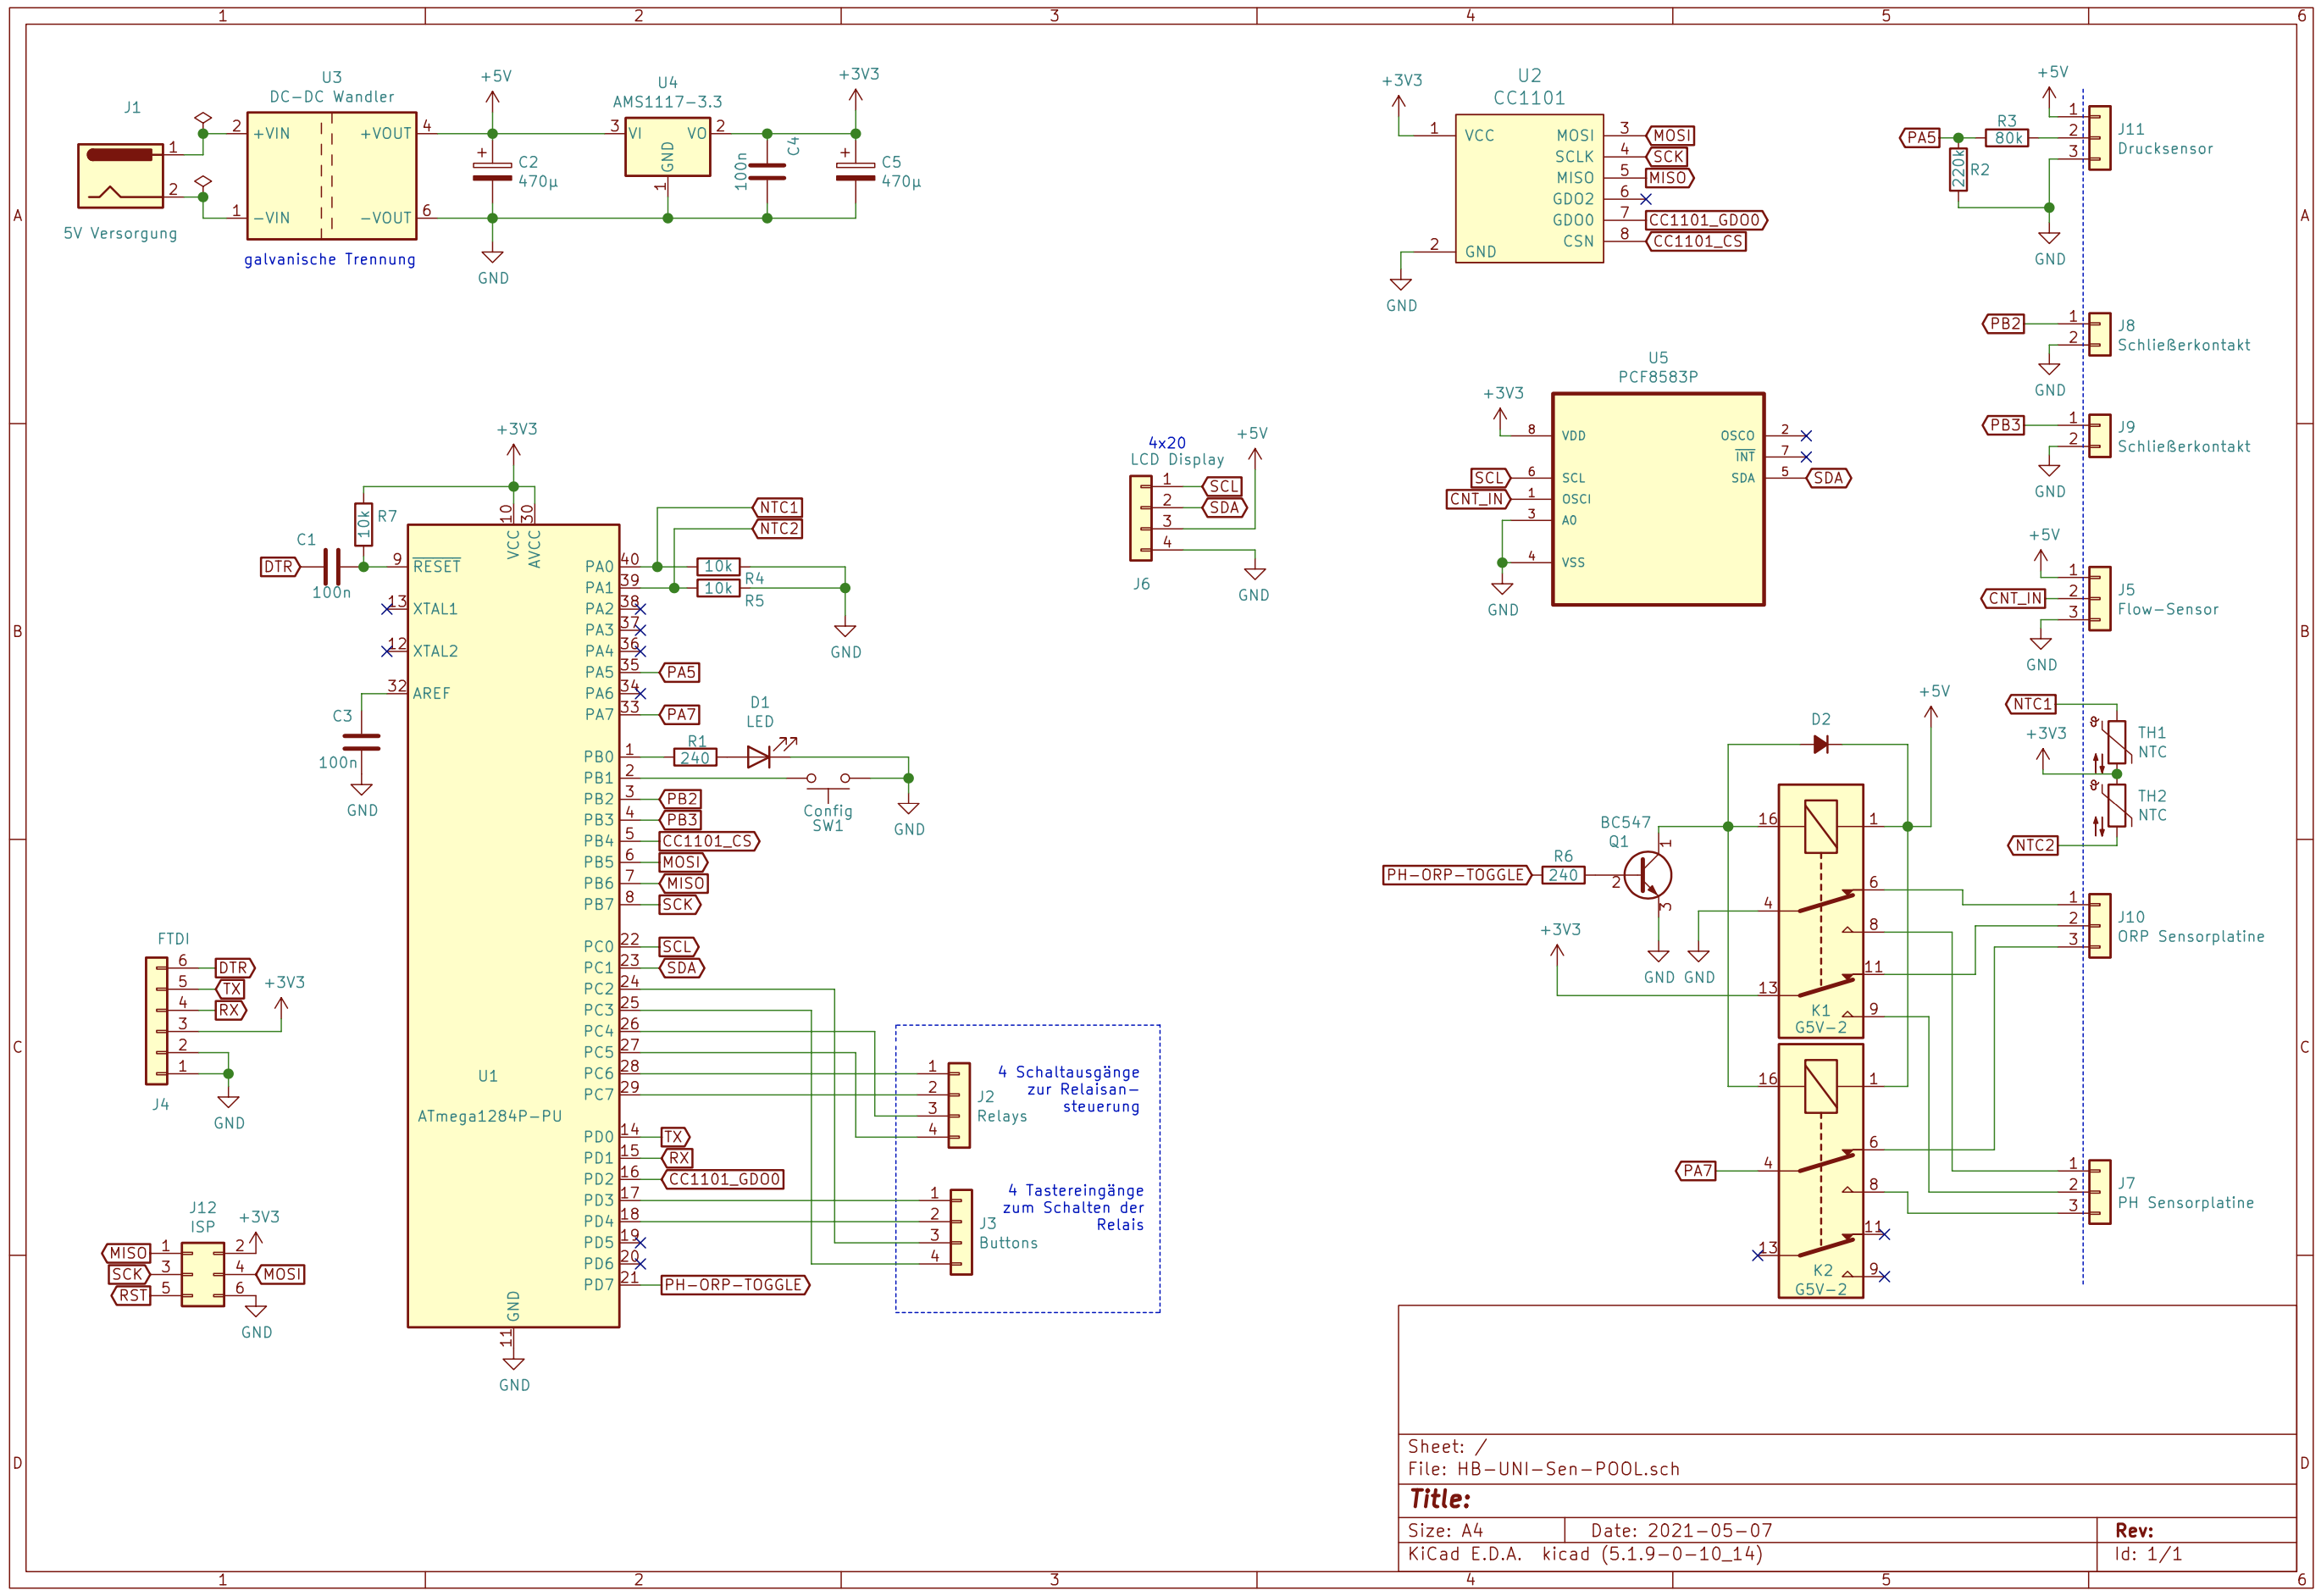 1 2 3 4 5 6
A
B
C
D
A
B
C
D
1 2 3 4 5 6
J1
1
2
5V Versorgung
U3
DC-DC Wandler
2 +VIN
+VOUT 4
1 -VIN
-VOUT 6
galvanische Trennung
+5V
+
C2
470µ
GND
U4
AMS1117-3.3
3 VI
VO 2
GND
1
C4
100n
+3V3
+
C5
470µ
+3V3
U2
CC1101
1 VCC
2 GND
GND
MOSI 3 MOSI
SCLK 4 SCK
MISO 5 MISO
GDO2 6
GDO0 7 CC1101_GDO0
CSN 8 CC1101_CS
+5V
PA5
R3
80k
220k
R2
1
2
3
J11
Drucksensor
GND
PB2
1
2
J8
Schließerkontakt
GND
PB3
1
2
J9
Schließerkontakt
GND
+5V
CNT_IN
1
2
3
J5
Flow-Sensor
GND
U5
PCF8583P
+3V3
8 VDD
SCL 6 SCL
CNT_IN 1 OSCI
3 A0
4 VSS
GND
OSCO 2
INT 7
SDA 5 SDA
4x20
LCD Display
+5V
1 SCL
2 SDA
3
4
J6
GND
+3V3
10k
R7
C1
DTR
100n
9 RESET
13 XTAL1
12 XTAL2
32 AREF
C3
100n
GND
10
VCC
30
AVCC
U1
ATmega1284P-PU
GND
11
GND
NTC1
NTC2
PA0 40
10k
R4
PA1 39
10k
R5
GND
PA2 38
PA3 37
PA4 36
PA5 35 PA5
PA6 34
PA7 33 PA7
D1
LED
PB0 1
R1
240
PB1 2
Config
SW1
GND
PB2 3 PB2
PB3 4 PB3
PB4 5 CC1101_CS
PB5 6 MOSI
PB6 7 MISO
PB7 8 SCK
PC0 22 SCL
PC1 23 SDA
PC2 24
PC3 25
PC4 26
PC5 27
PC6 28
PC7 29
PD0 14 TX
PD1 15 RX
PD2 16 CC1101_GDO0
PD3 17
PD4 18
PD5 19
PD6 20
PD7 21 PH-ORP-TOGGLE
1
2
3
4
J2
Relays
4 Schaltausgänge
zur Relaisan-
steuerung
1
2
3
4
J3
Buttons
4 Tastereingänge
zum Schalten der
Relais
FTDI
6 DTR
5 TX
4 RX
3
2
1
J4
+3V3
GND
J12
ISP
+3V3
MISO 1
2
SCK 3
4 MOSI
RST 5
6
GND
NTC1
+3V3
NTC2
ϑ
TH1
NTC
ϑ
TH2
NTC
+5V
D2
BC547
Q1
PH-ORP-TOGGLE
R6
240
1
2
3
GND
GND
+3V3
16
1
4
6
8
13
11
9
K1
G5V-2
16
1
PA7
4
6
8
13
11
9
K2
G5V-2
1
2
3
J10
ORP Sensorplatine
1
2
3
J7
PH Sensorplatine
Sheet: /
File: HB-UNI-Sen-POOL.sch
Title:
Size: A4
Date: 2021-05-07
Rev:
KiCad E.D.A. kicad (5.1.9-0-10_14)
Id: 1/1